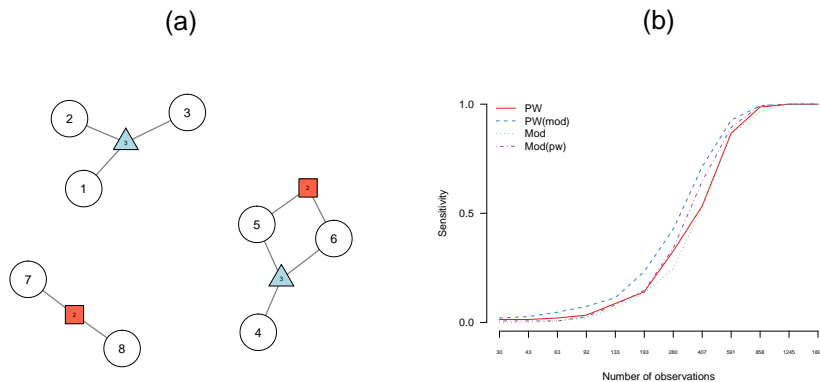 (a)
(b)
2
3
3
1
2
5
6
3
4
7
2
8
PW
PW(mod)
Mod
Mod(pw)
Sensitivity
1.0
0.5
0.0
30 43 63 92 133 193 280 407 591 858 1245 180
Number of observations